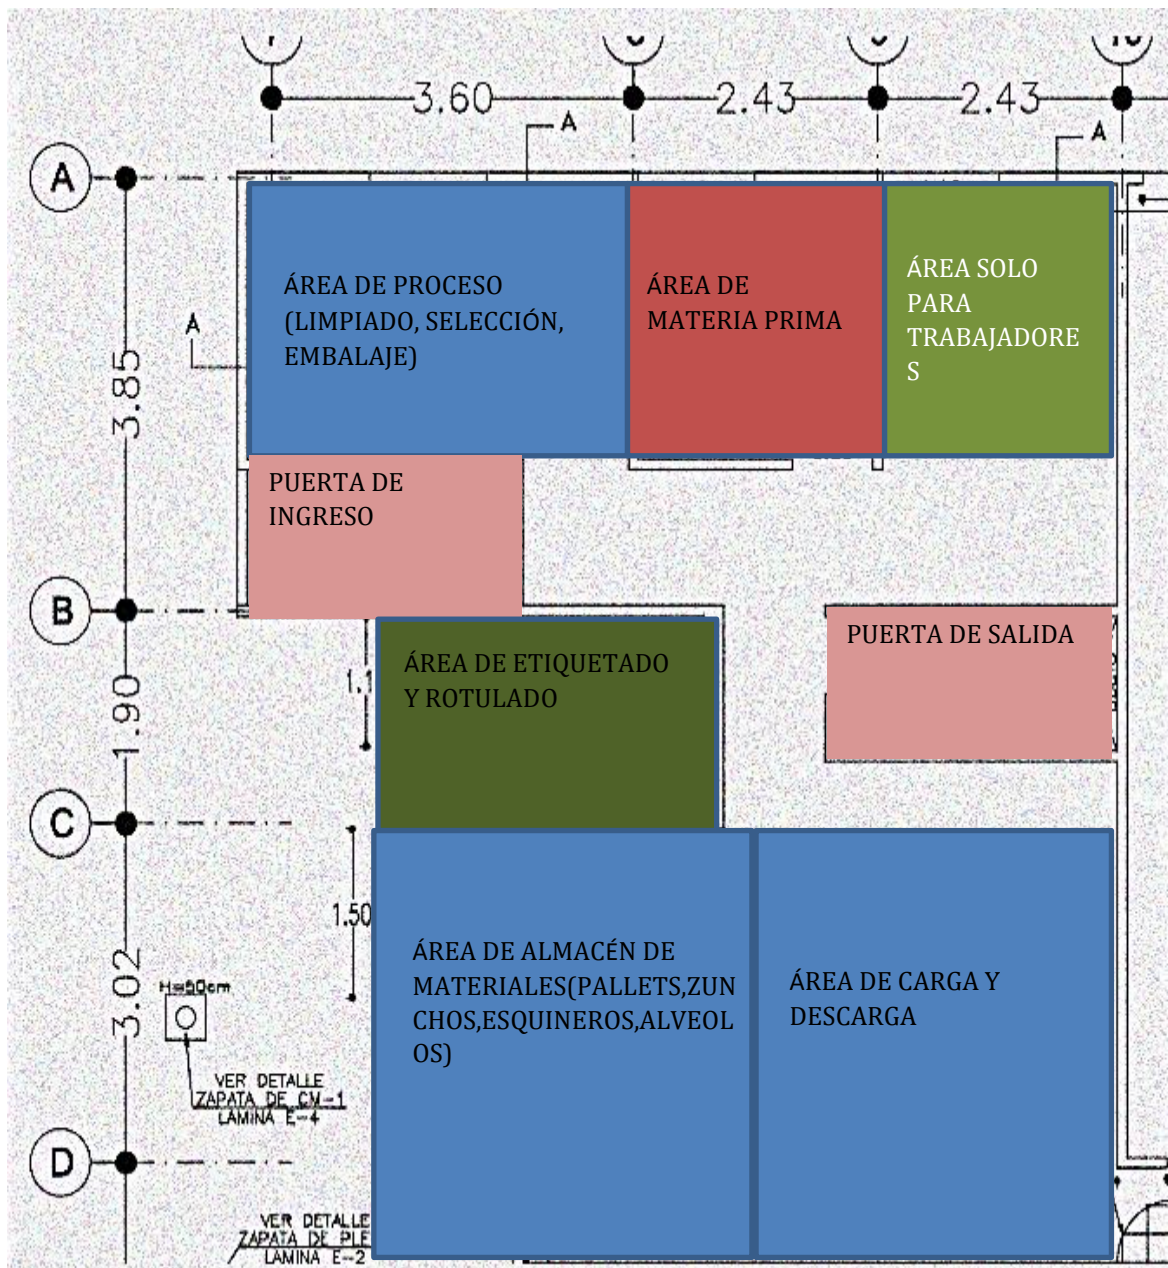 3.60
2.43
2.43
A
A
A
ÁREA DE PROCESO
(LIMPIADO, SELECCIÓN,
EMBALAJE)
ÁREA DE
MATERIA PRIMA
ÁREA SOLO
PARA
TRABAJADORE
S
A
3.85
PUERTA DE
INGRESO
B
PUERTA DE SALIDA
ÁREA DE ETIQUETADO
Y ROTULADO
1.90
C
1.50
ÁREA DE ALMACÉN DE
MATERIALES(PALLETS,ZUN
CHOS,ESQUINEROS,ALVEOL
OS)
ÁREA DE CARGA Y
DESCARGA
3.02
H=50cm
VER DETALLE
ZAPATA DE CM-1
LAMINA E-4
D
VER DETALLE
ZAPATA DE PLE
LAMINA E-2